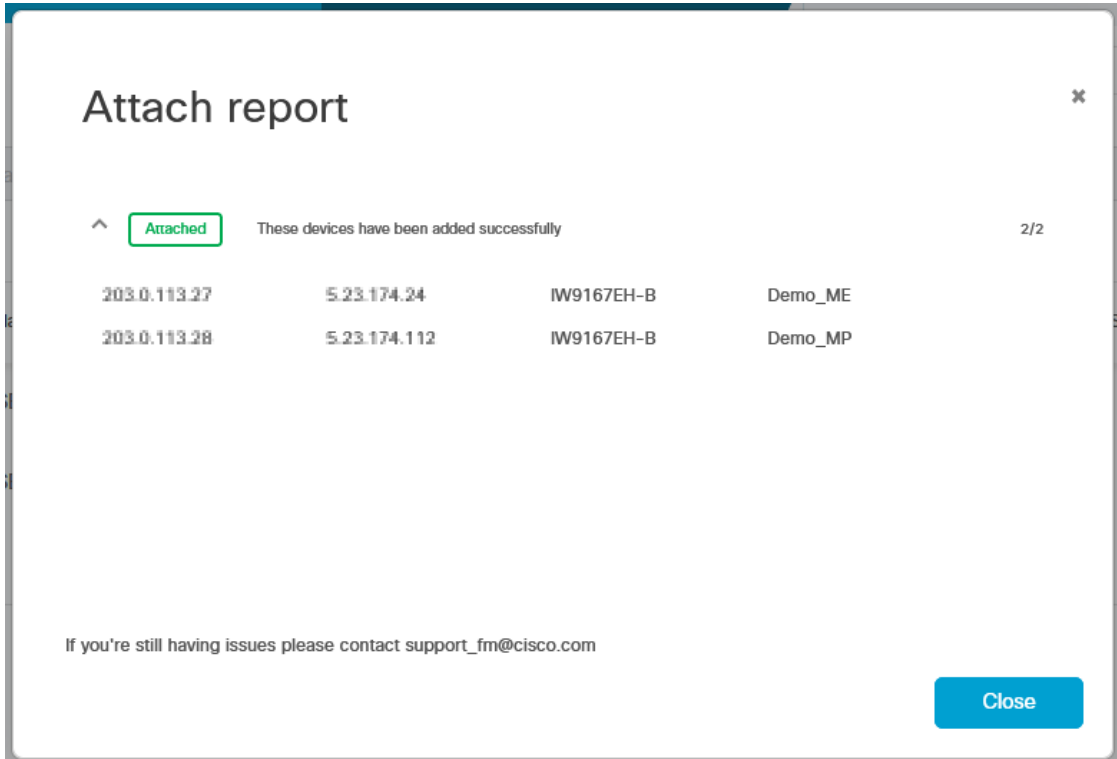 Attach report
Attached These devices have been added successfully 2/2
203.0.113.27 5.23.174.24 IW9167EH-B Demo_ME
203.0.113.28 5.23.174.112 IW9167EH-B Demo_MP
If you're still having issues please contact support_fm@cisco.com
Close